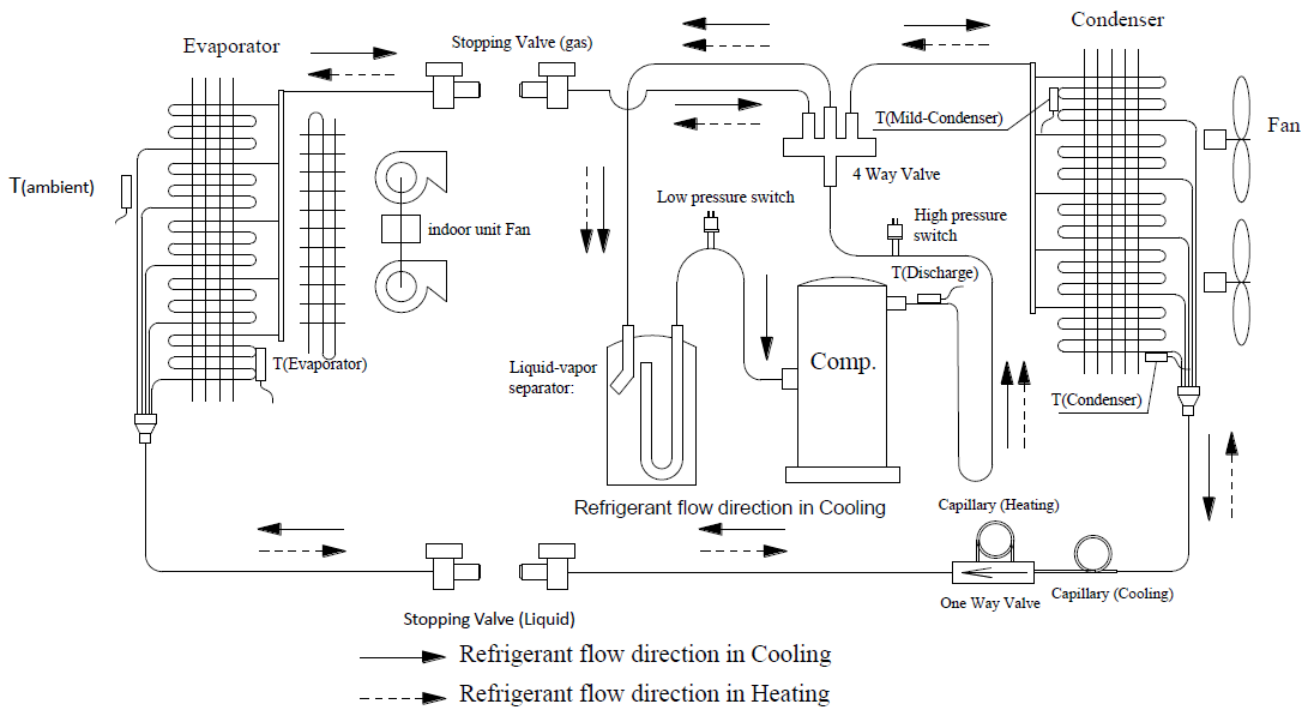 Condenser
Evaporator
Stopping Valve (gas)
T(Mild-Condenser)
Fan
4 Way Valve
T(ambient)
Low pressure switch
High pressure
switch
indoor unit Fan
T(Discharge)
T(Evaporator)
Liquid-vapor
separator:
Comp.
T(Condenser)
Refrigerant flow direction in Cooling
Capillary (Heating)
One Way Valve
Capillary (Cooling)
Stopping Valve (Liquid)
Refrigerant flow direction in Cooling
Refrigerant flow direction in Heating